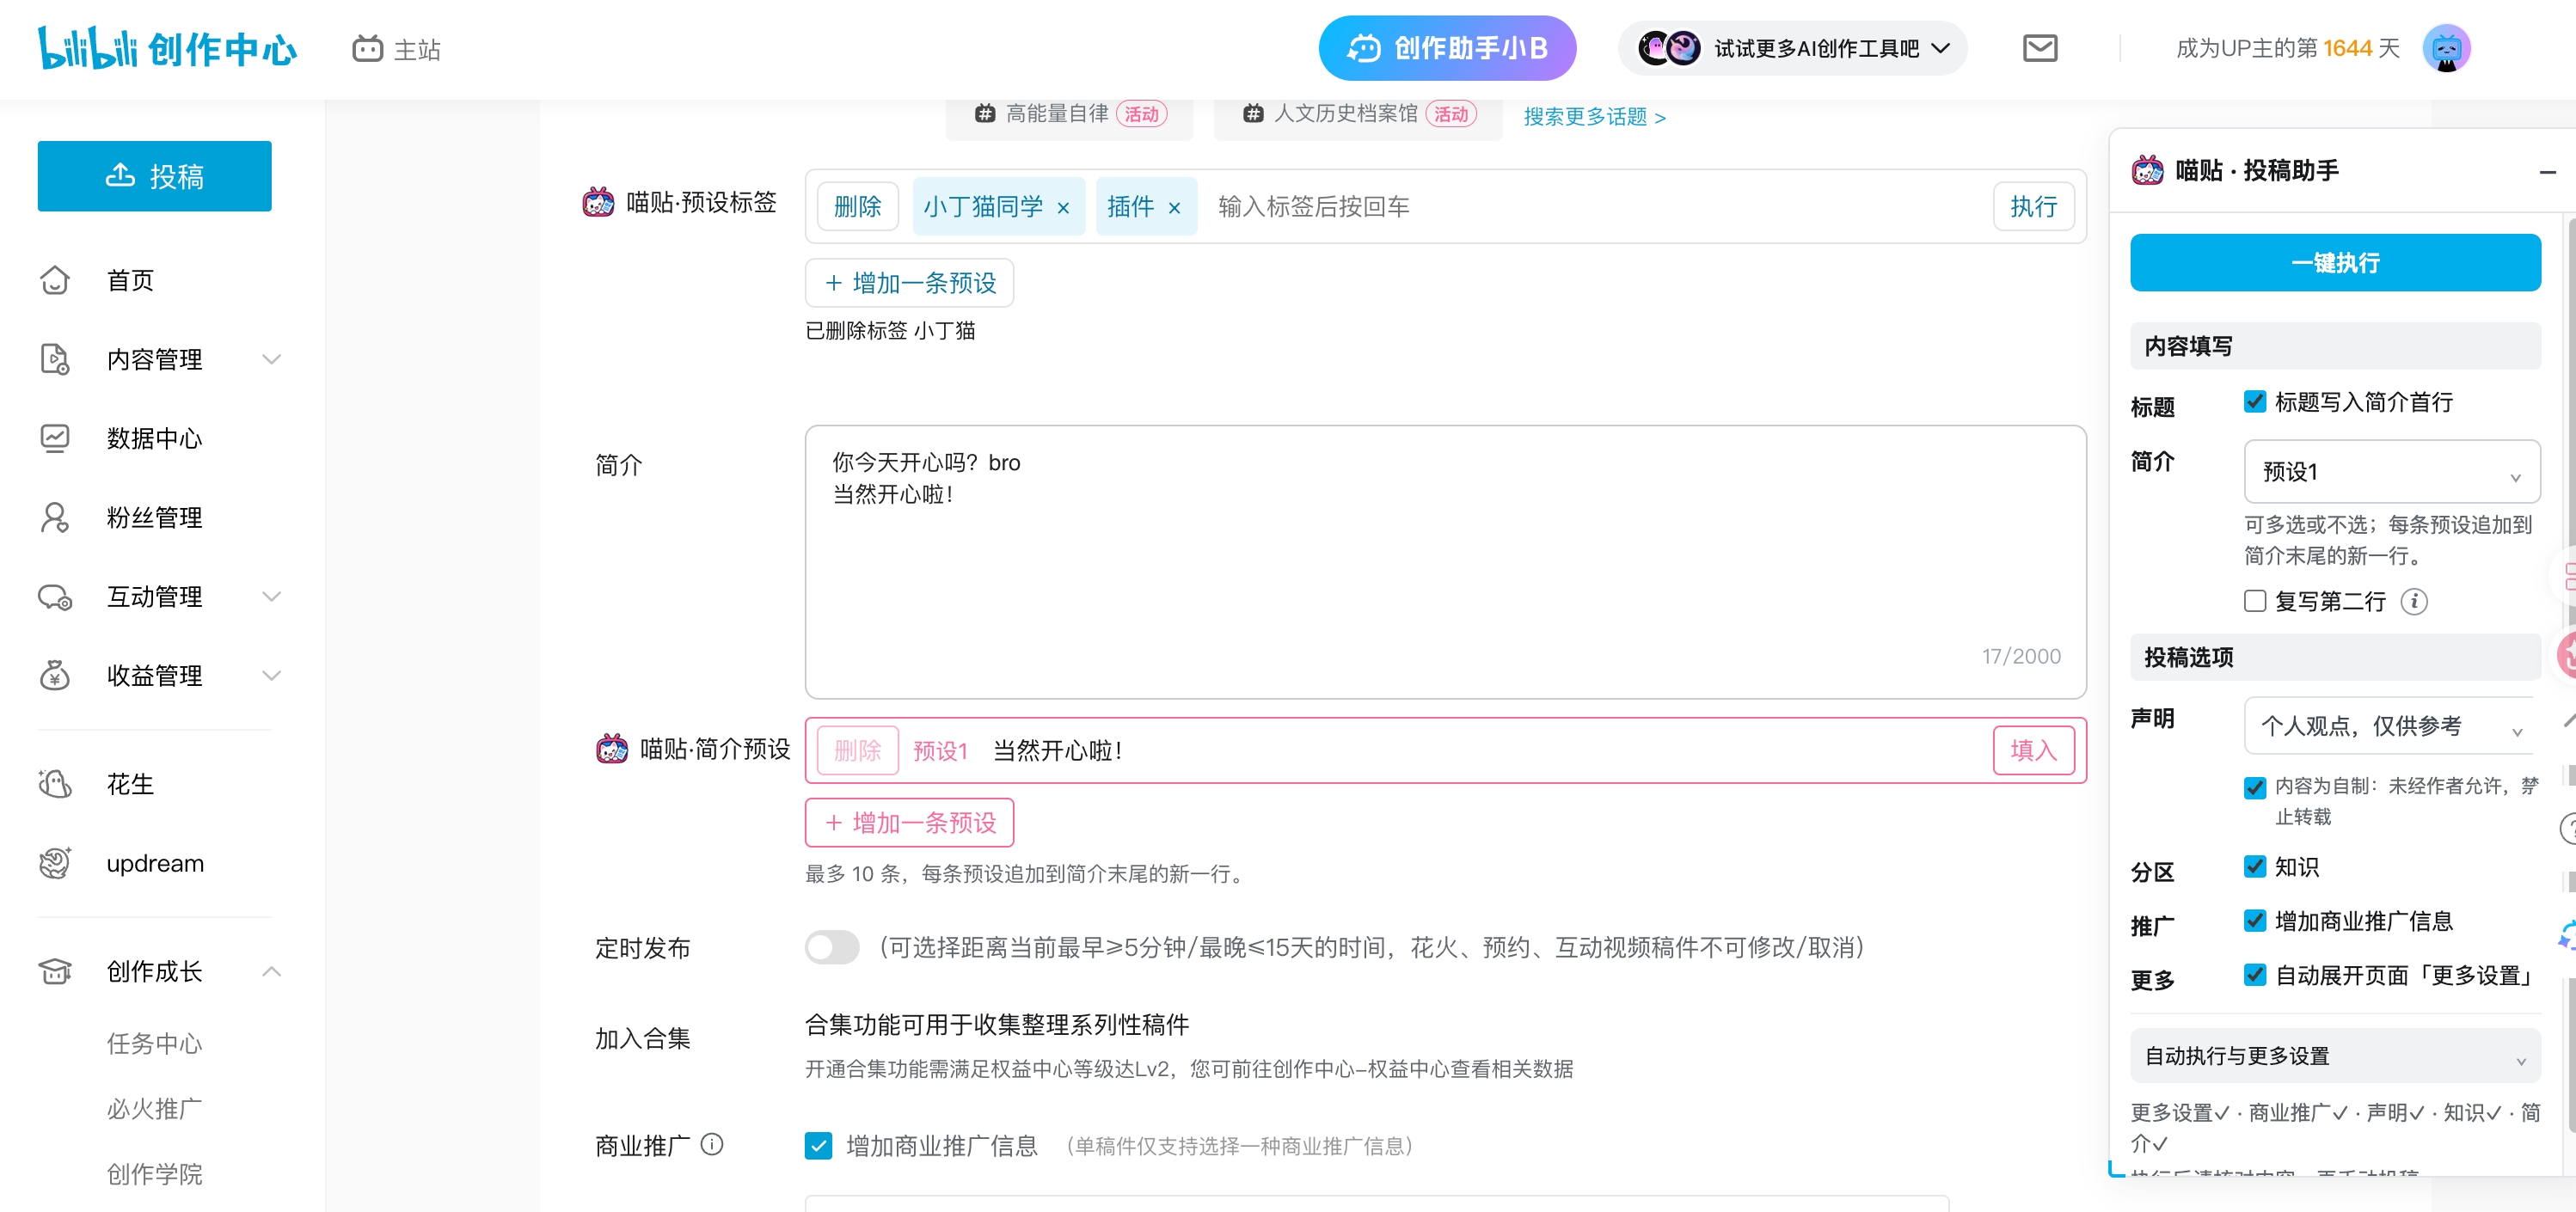 bilibili 创作中心
主站
创作助手小B
试试更多AI创作工具吧
成为UP主的第 1644 天
投稿
首页
内容管理
数据中心
粉丝管理
互动管理
收益管理
花生
updream
创作成长
任务中心
必火推广
创作学院
高能量自律 活动
人文历史档案馆 活动
搜索更多话题 >
喵贴·预设标签
删除
小丁猫同学 ×
插件 ×
输入标签后按回车
执行
+ 增加一条预设
已删除标签 小丁猫
简介
你今天开心吗？bro
当然开心啦！
17/2000
喵贴·简介预设
删除
预设1
当然开心啦！
填入
+ 增加一条预设
最多 10 条，每条预设追加到简介末尾的新一行。
定时发布
（可选择距离当前最早≥5分钟/最晚≤15天的时间，花火、预约、互动视频稿件不可修改/取消）
加入合集
合集功能可用于收集整理系列性稿件
开通合集功能需满足权益中心等级达Lv2，您可前往创作中心-权益中心查看相关数据
商业推广
增加商业推广信息
（单稿件仅支持选择一种商业推广信息）
喵贴 · 投稿助手
一键执行
内容填写
标题
标题写入简介首行
简介
预设1
可多选或不选；每条预设追加到
简介末尾的新一行。
复写第二行
投稿选项
声明
个人观点，仅供参考
内容为自制：未经作者允许，禁
止转载
分区
知识
推广
增加商业推广信息
更多
自动展开页面「更多设置」
自动执行与更多设置
更多设置✓ · 商业推广✓ · 声明✓ · 知识✓ · 简
介✓